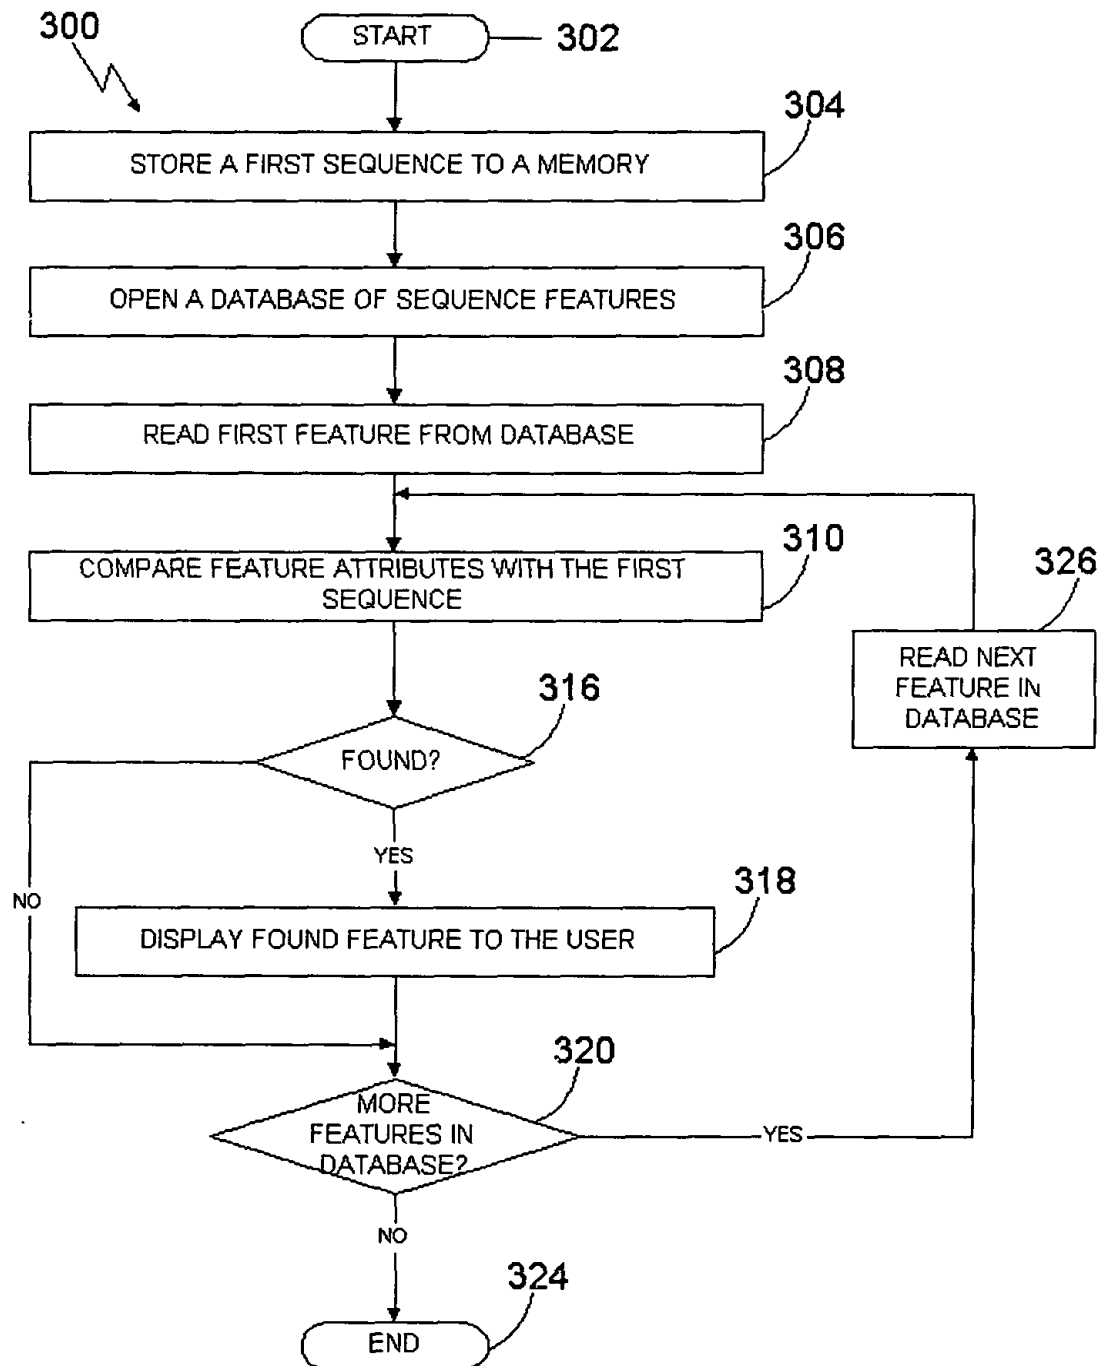 300
START
302
304
STORE A FIRST SEQUENCE TO A MEMORY
306
OPEN A DATABASE OF SEQUENCE FEATURES
308
READ FIRST FEATURE FROM DATABASE
310
COMPARE FEATURE ATTRIBUTES WITH THE FIRST
SEQUENCE
326
READ NEXT
FEATURE IN
DATABASE
316
FOUND?
YES
NO
318
DISPLAY FOUND FEATURE TO THE USER
320
MORE
FEATURES IN
DATABASE?
YES
NO
324
END